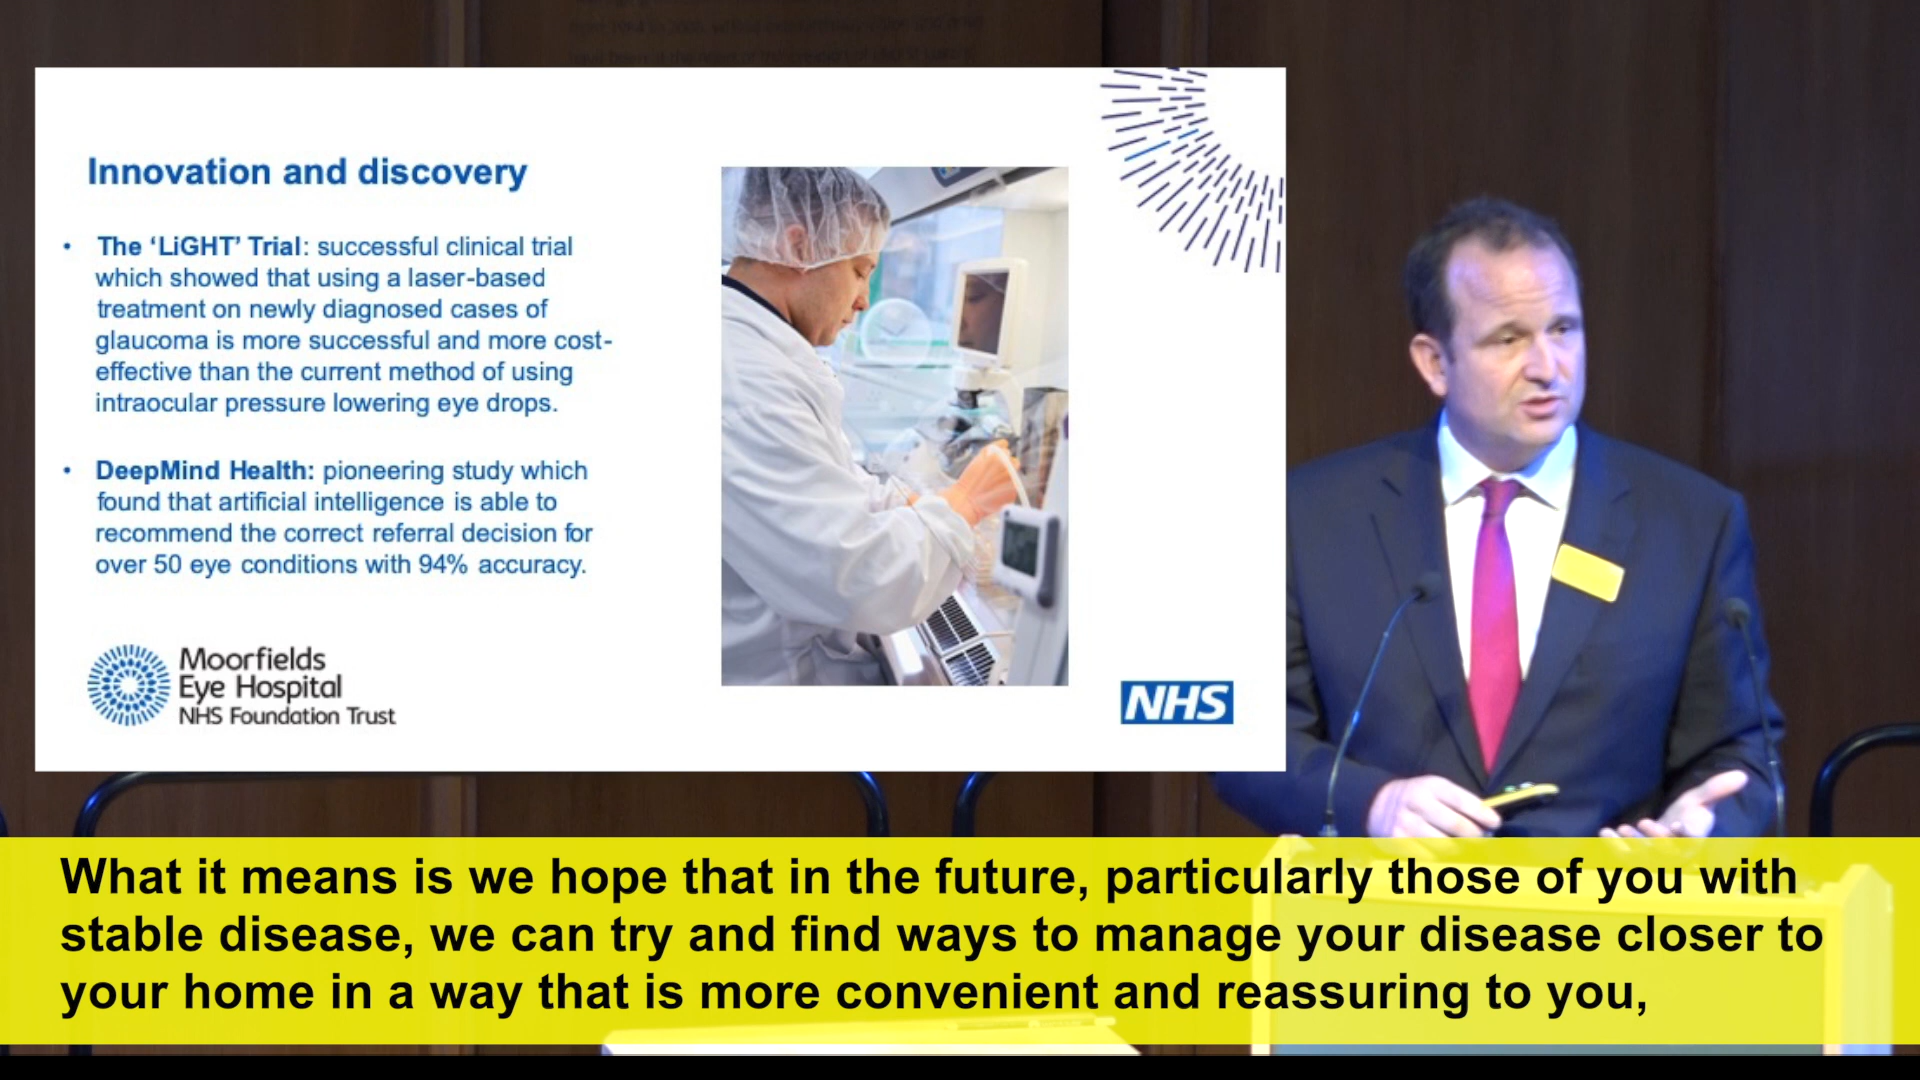 Innovation and discovery
• The ‘LiGHT’ Trial: successful clinical trial
which showed that using a laser-based
treatment on newly diagnosed cases of
glaucoma is more successful and more cost-
effective than the current method of using
intraocular pressure lowering eye drops.
• DeepMind Health: pioneering study which
found that artificial intelligence is able to
recommend the correct referral decision for
over 50 eye conditions with 94% accuracy.
Moorfields
Eye Hospital
NHS Foundation Trust
NHS
What it means is we hope that in the future, particularly those of you with
stable disease, we can try and find ways to manage your disease closer to
your home in a way that is more convenient and reassuring to you,